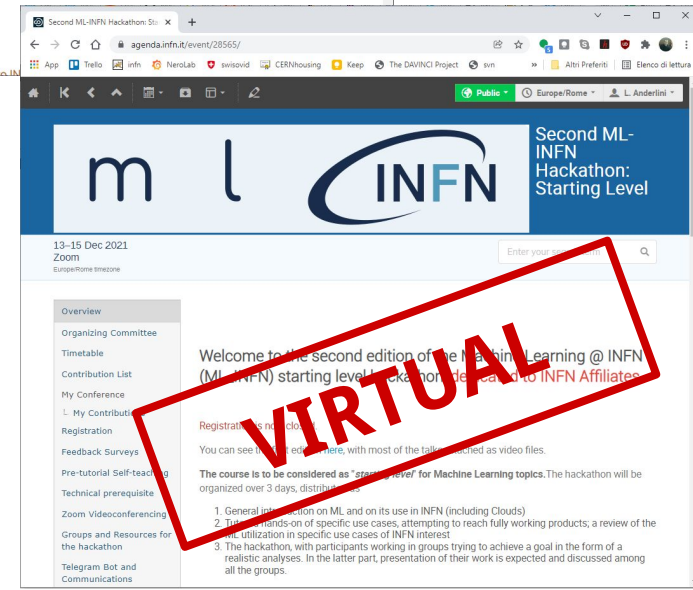 Second ML-INFN Hackathon: Sta
agenda.infn.it/event/28565/
App Trello infn NeroLab swisovid CERNhousing Keep The DAVINCI Project svn » Altri Preferiti Elenco di lettura
Public Europe/Rome L. Anderlini
ml INFN
Second ML-
INFN
Hackathon:
Starting Level
13–15 Dec 2021
Zoom
Europe/Rome timezone
Enter your search term
Overview
Organizing Committee
Timetable
Contribution List
My Conference
My Contributi
Registration
Feedback Surveys
Pre-tutorial Self-teaching
Technical prerequisite
Zoom Videoconferencing
Groups and Resources for
the hackathon
Telegram Bot and
Communications
Welcome to the second edition of the Machine Learning @ INFN
(ML-INFN) starting level hackathon dedicated to INFN Affiliates
Registration is now closed
You can see the first edition here, with most of the talks attached as video files.
The course is to be considered as "starting level" for Machine Learning topics.The hackathon will be
organized over 3 days, distributed as
1. General introduction on ML and on its use in INFN (including Clouds)
2. Tutored hands-on of specific use cases, attempting to reach fully working products; a review of the
ML utilization in specific use cases of INFN interest
3. The hackathon, with participants working in groups trying to achieve a goal in the form of a
realistic analyses. In the latter part, presentation of their work is expected and discussed among
all the groups.
VIRTUAL